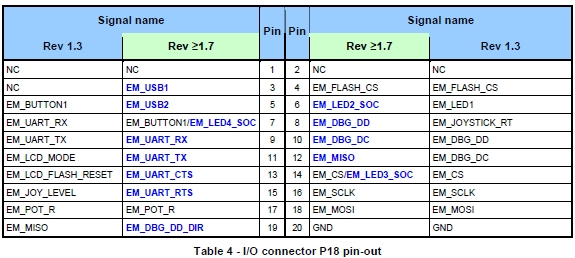 Signal name Pin Pin Signal name
Rev 1.3 Rev ≥1.7 Rev ≥1.7 Rev 1.3
NC NC 1 2 NC NC
NC EM_USB1 3 4 EM_FLASH_CS EM_FLASH_CS
EM_BUTTON1 EM_USB2 5 6 EM_LED2_SOC EM_LED1
EM_UART_RX EM_BUTTON1/EM_LED4_SOC 7 8 EM_DBG_DD EM_JOYSTICK_RT
EM_UART_TX EM_UART_RX 9 10 EM_DBG_DC EM_DBG_DD
EM_LCD_MODE EM_UART_TX 11 12 EM_MISO EM_DBG_DC
EM_LCD_FLASH_RESET EM_UART_CTS 13 14 EM_CS/EM_LED3_SOC EM_CS
EM_JOY_LEVEL EM_UART_RTS 15 16 EM_SCLK EM_SCLK
EM_POT_R EM_POT_R 17 18 EM_MOSI EM_MOSI
EM_MISO EM_DBG_DD_DIR 19 20 GND GND
Table 4 - I/O connector P18 pin-out